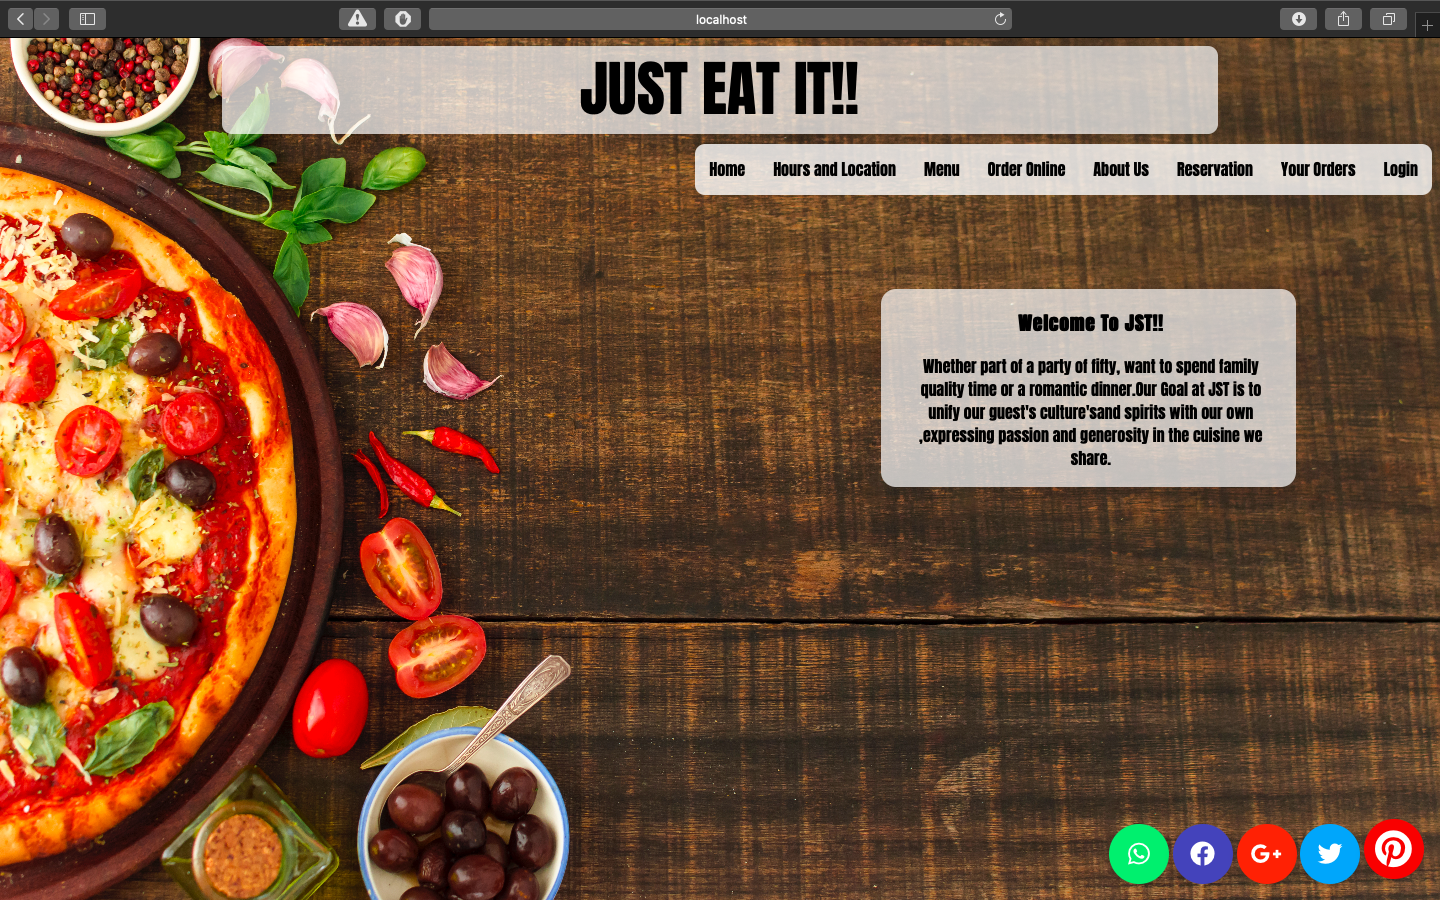 localhost
JUST EAT IT!!
Home Hours and Location Menu Order Online About Us Reservation Your Orders Login
Welcome To JST!!
Whether part of a party of fifty, want to spend family
quality time or a romantic dinner.Our Goal at JST is to
unify our guest's culture'sand spirits with our own
,expressing passion and generosity in the cuisine we
share.
G+